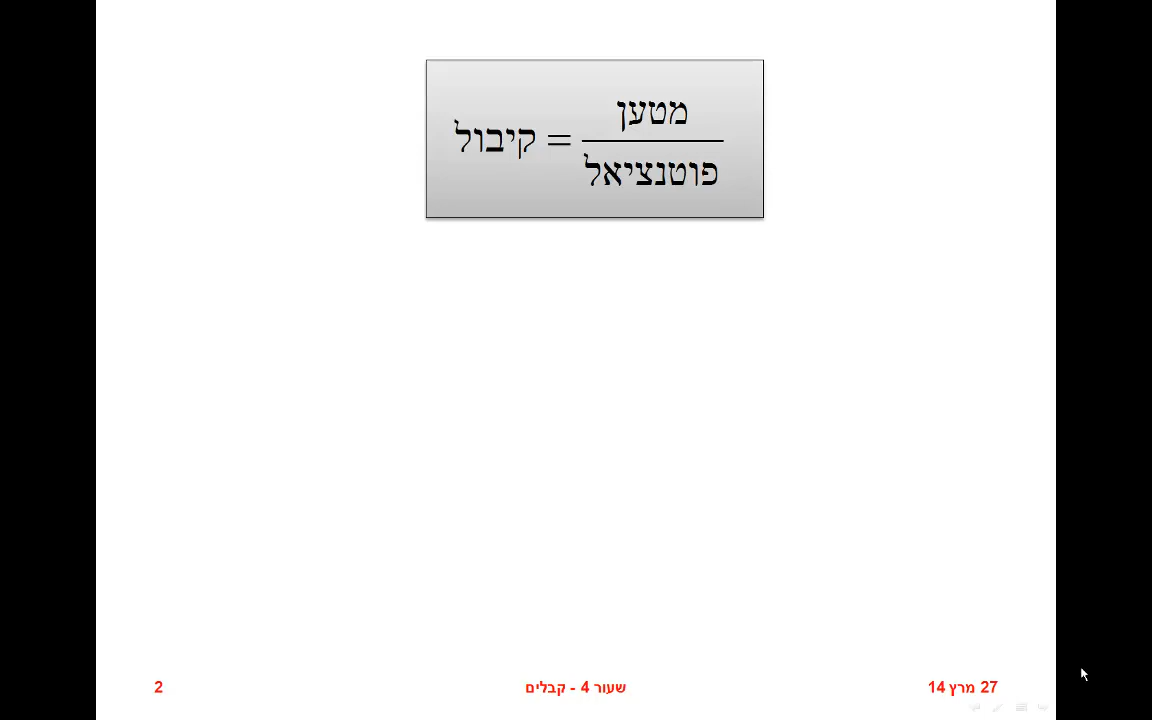 קיבול = מטען
פוטנציאל
27 מרץ 14
שעור 4 - קבלים
2